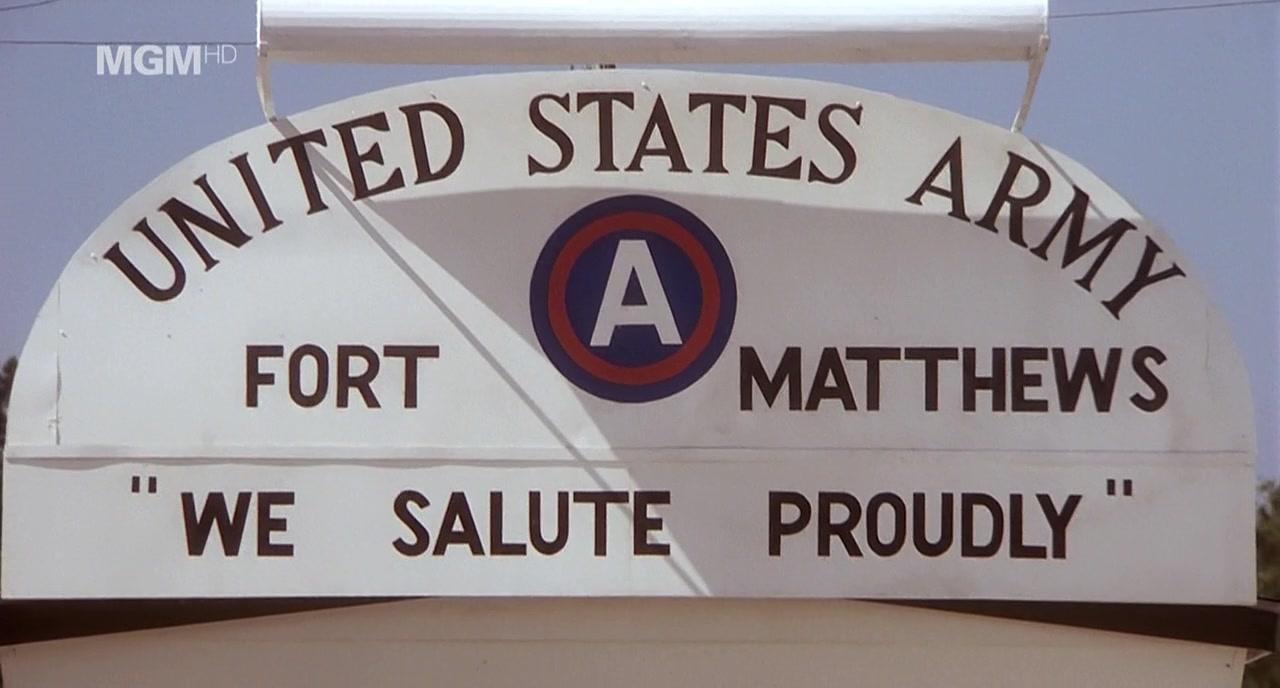 MGM HD
UNITED STATES ARMY
A
FORT MATTHEWS
"WE SALUTE PROUDLY"